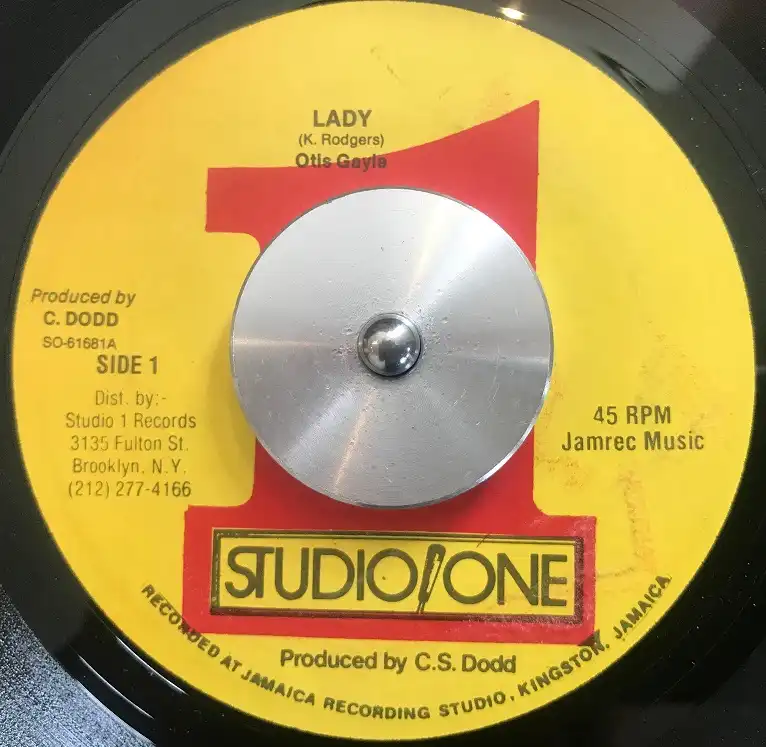 LADY
(K. Rodgers)
Otis Gayle
Produced by
C. DODD
SO-61681A
SIDE 1
Dist. by:-
Studio 1 Records
3135 Fulton St.
Brooklyn, N.Y.
(212) 277-4166
45 RPM
Jamrec Music
STUDIO ONE
Produced by C.S. Dodd
RECORDED AT JAMAICA RECORDING STUDIO, KINGSTON, JAMAICA